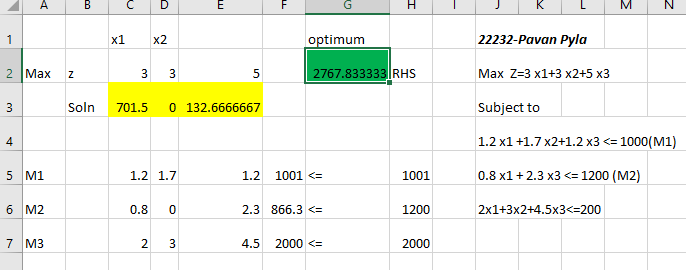 A B C D E F G H I J K L M N
1 x1 x2 optimum 22232-Pavan Pyla
2 Max z 3 3 5 2767.833333 RHS Max Z=3 x1+3 x2+5 x3
3 Soln 701.5 0 132.6666667 Subject to
4 1.2 x1 +1.7 x2+1.2 x3 <= 1000(M1)
5 M1 1.2 1.7 1.2 1001 <= 1001 0.8 x1 + 2.3 x3 <= 1200 (M2)
6 M2 0.8 0 2.3 866.3 <= 1200 2x1+3x2+4.5x3<=200
7 M3 2 3 4.5 2000 <= 2000